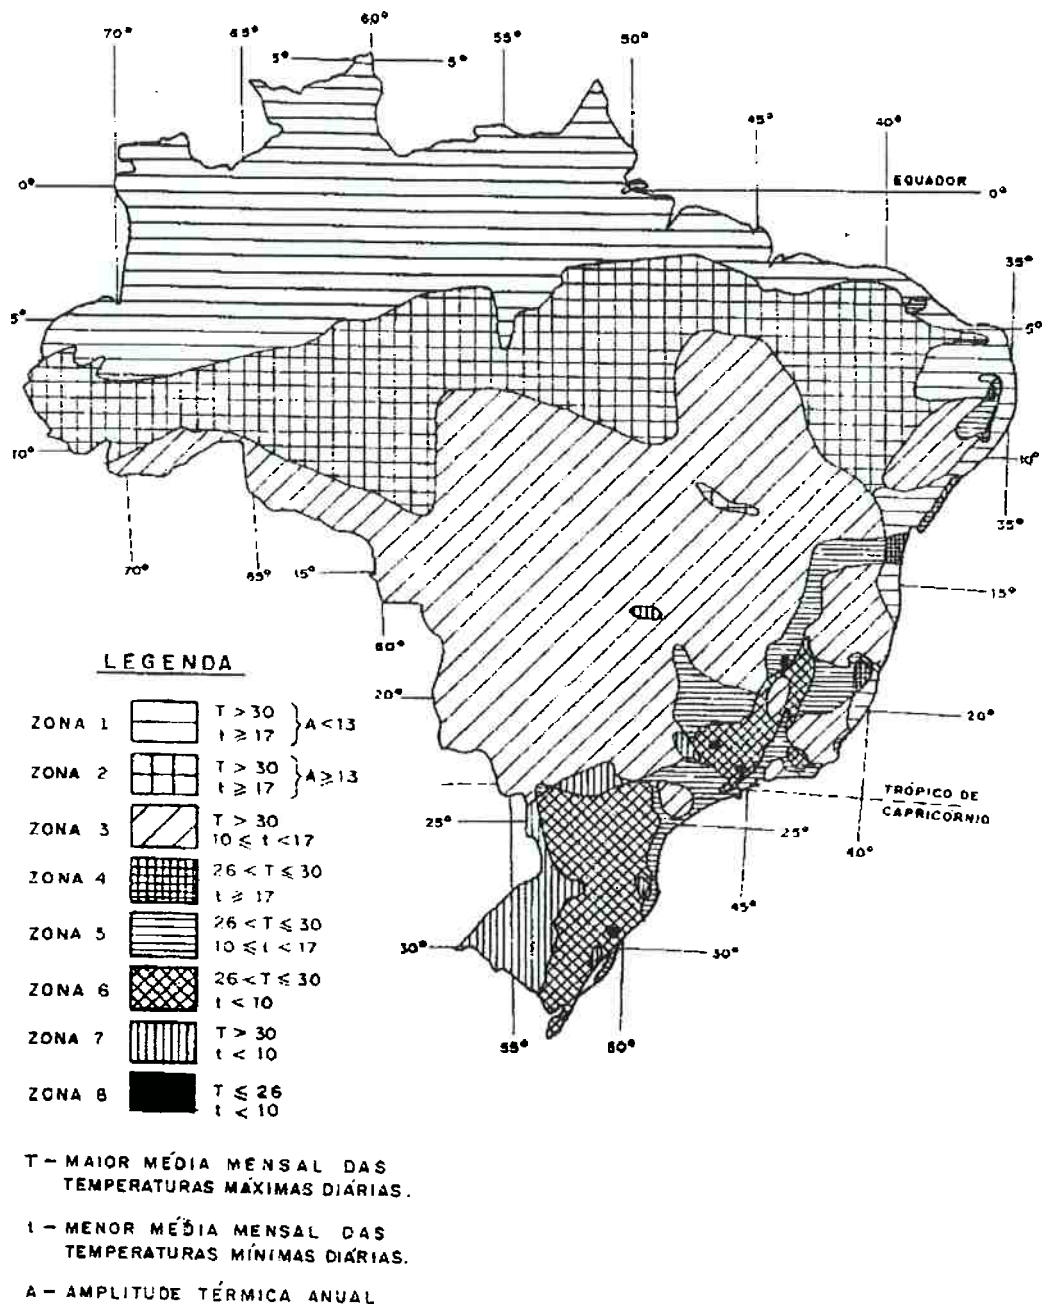 60°
70°
65°
55°
50°
5°
5°
45°
40°
0°
EQUADOR
0°
35°
5°
5°
10°
10°
35°
70°
65°
15°
15°
60°
20°
20°
TRÓPICO DE
CAPRICÓRNIO
25°
25°
40°
45°
30°
30°
55°
50°
LEGENDA
ZONA 1
T > 30
t ≥ 17
A < 13
ZONA 2
T > 30
t ≥ 17
A ≥ 13
ZONA 3
T > 30
10 ≤ t < 17
ZONA 4
26 < T ≤ 30
t ≥ 17
ZONA 5
26 < T ≤ 30
10 ≤ t < 17
ZONA 6
26 < T ≤ 30
t < 10
ZONA 7
T > 30
t < 10
ZONA 8
T ≤ 26
t < 10
T — MAIOR MÉDIA MENSAL DAS
TEMPERATURAS MÁXIMAS DIÁRIAS.
t — MENOR MÉDIA MENSAL DAS
TEMPERATURAS MÍNIMAS DIÁRIAS.
A — AMPLITUDE TÉRMICA ANUAL